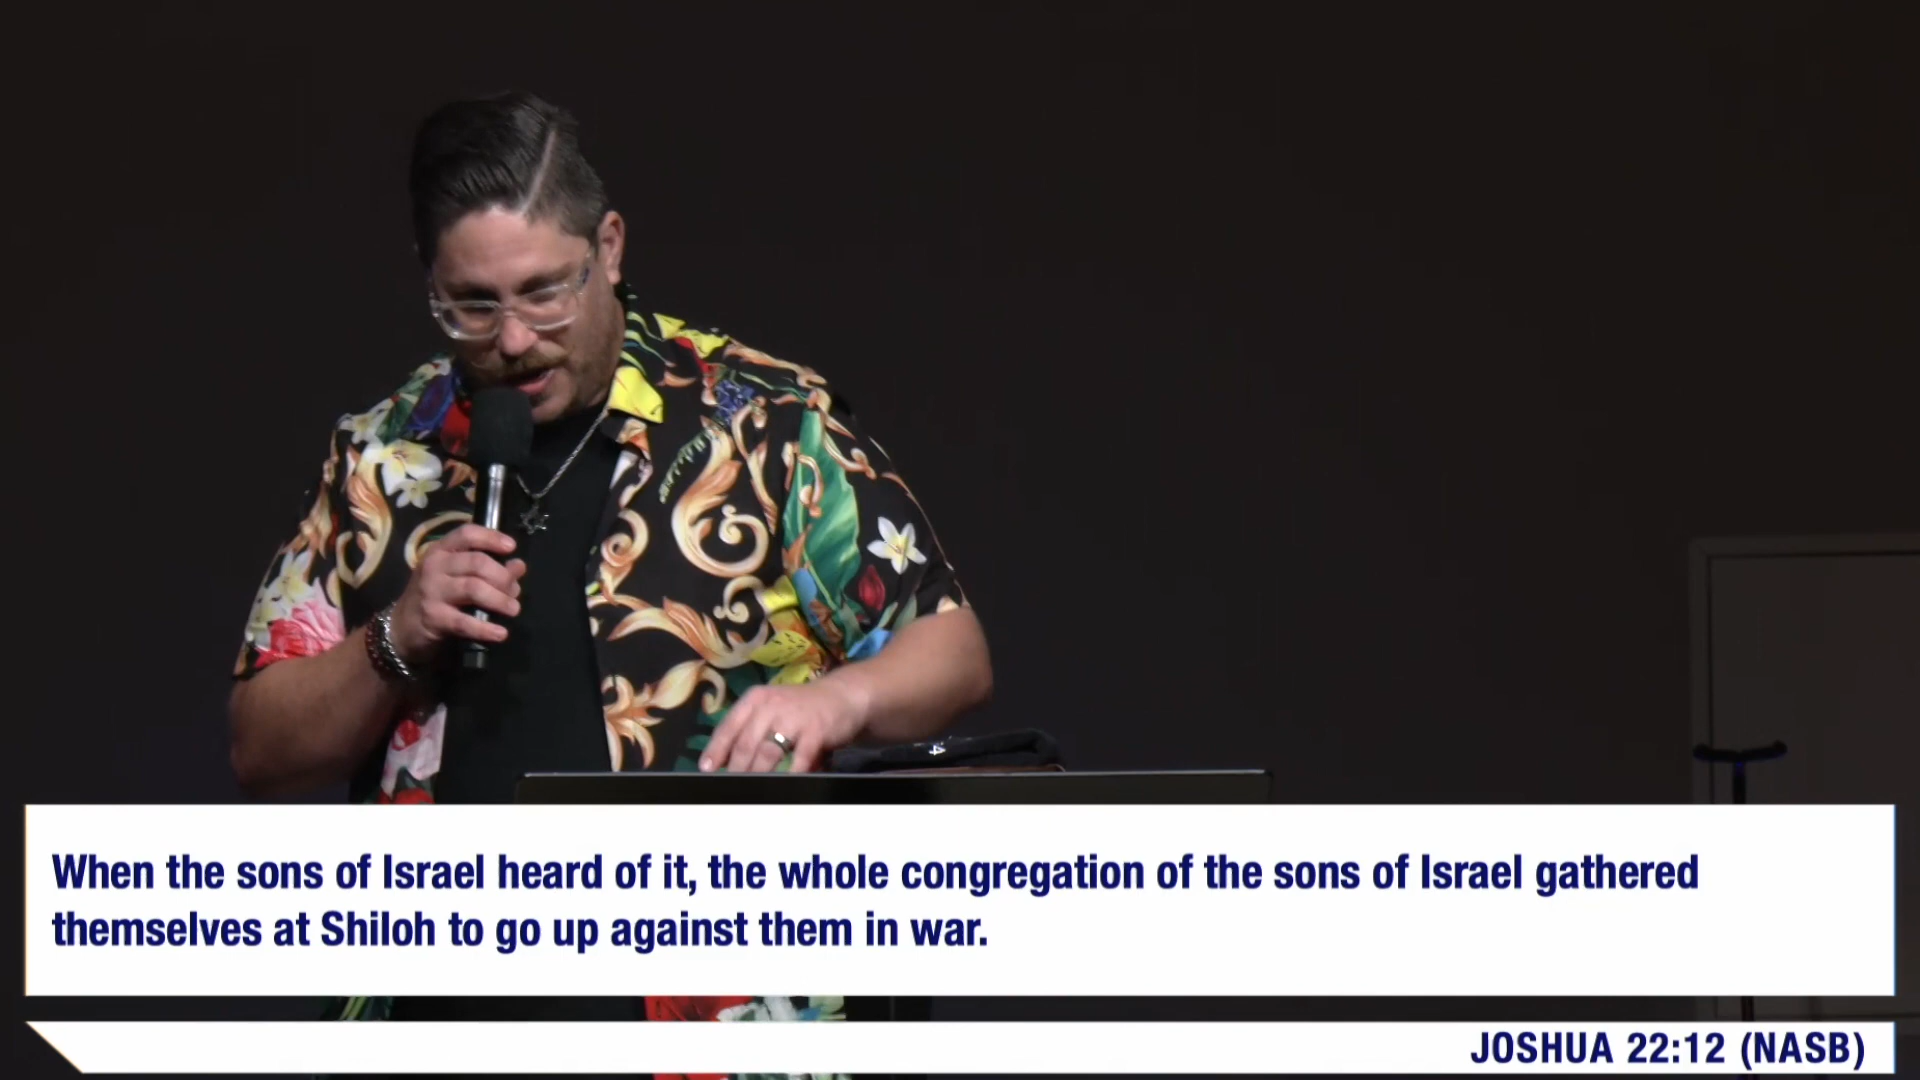 When the sons of Israel heard of it, the whole congregation of the sons of Israel gathered
themselves at Shiloh to go up against them in war.
JOSHUA 22:12 (NASB)